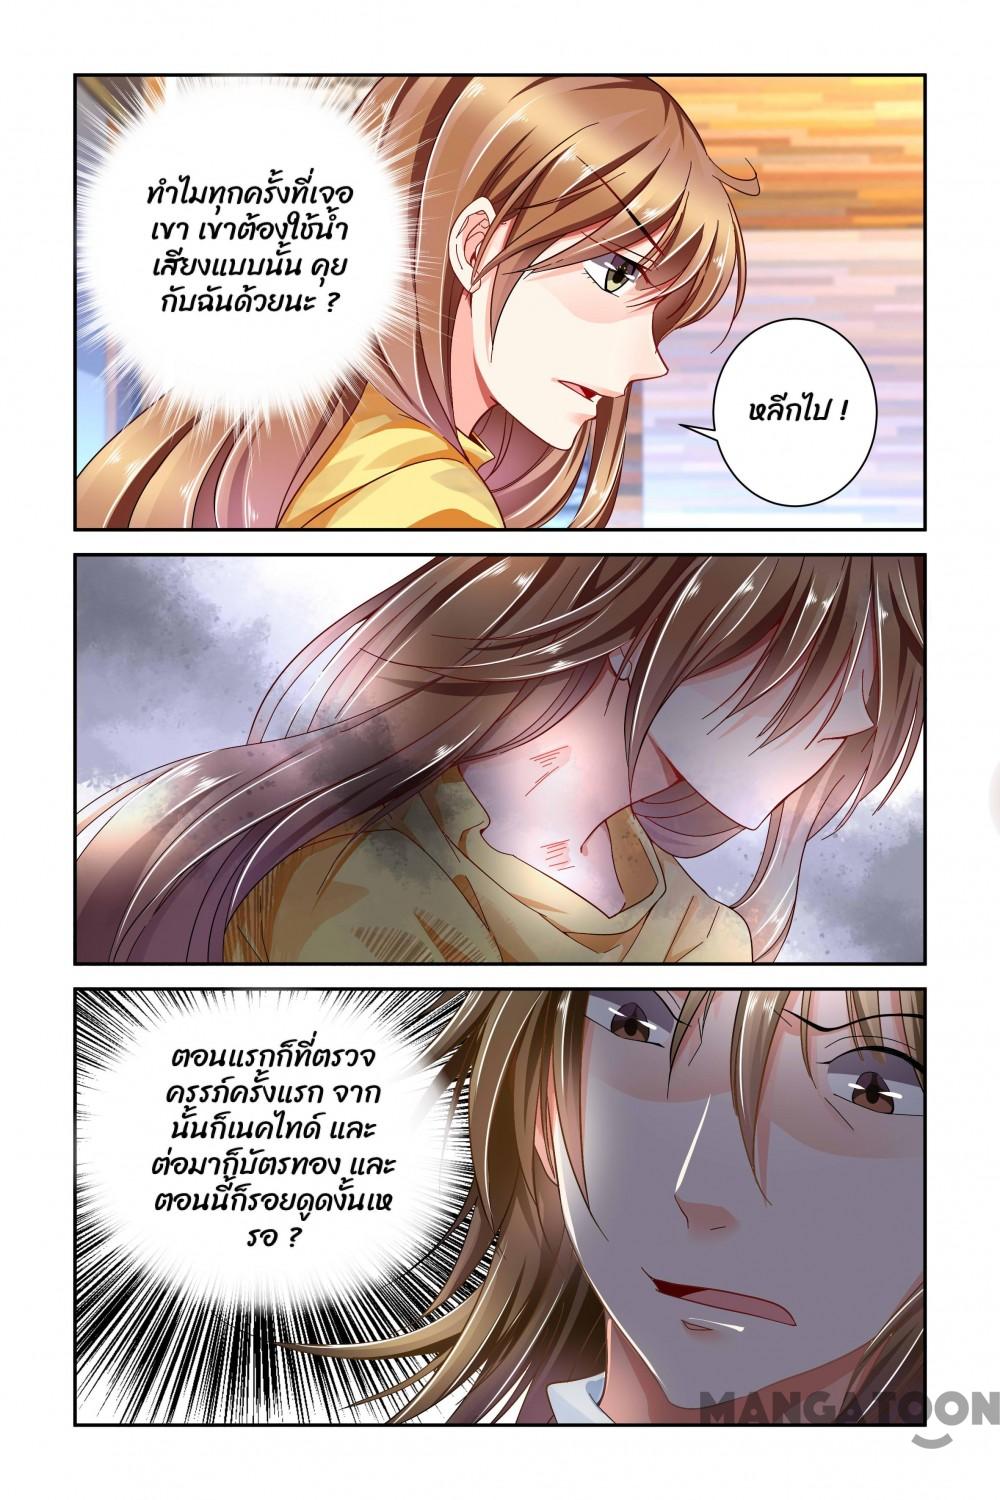 ทำไมทุกครั้งที่เจอ
เขา เขาต้องใช้น้ำ
เสียงแบบนั้น คุย
กับฉันด้วยนะ ?
หลีกไป !
ตอนแรกก็ที่ตรวจ
ครรภ์ครั้งแรก จาก
นั้นก็เนคไทด์ และ
ต่อมาก็บัตรทอง และ
ตอนนี้ก็รอยดูดงั้นเห
รอ ?
MANGATOON